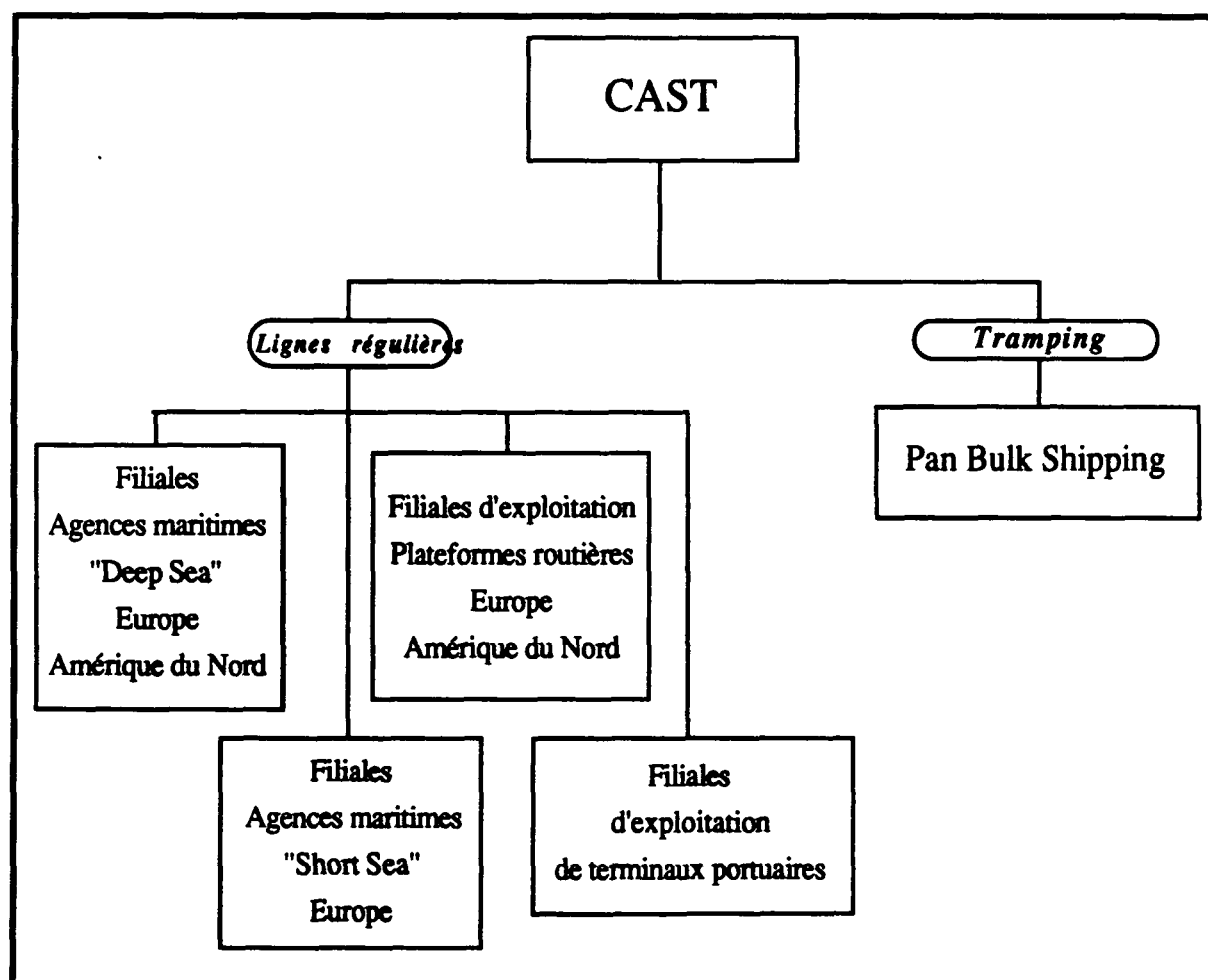 CAST
Lignes régulières
Tramping
Pan Bulk Shipping
Filiales
Agences maritimes
"Deep Sea"
Europe
Amérique du Nord
Filiales d'exploitation
Plateformes routières
Europe
Amérique du Nord
Filiales
Agences maritimes
"Short Sea"
Europe
Filiales
d'exploitation
de terminaux portuaires